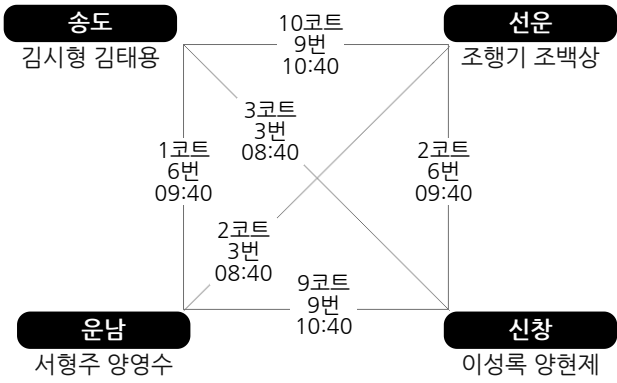 송도
김시형 김태용
10코트
9번
10:40
선운
조행기 조백상
3코트
3번
08:40
1코트
6번
09:40
2코트
6번
09:40
2코트
3번
08:40
9코트
9번
10:40
운남
서형주 양영수
신창
이성록 양현제